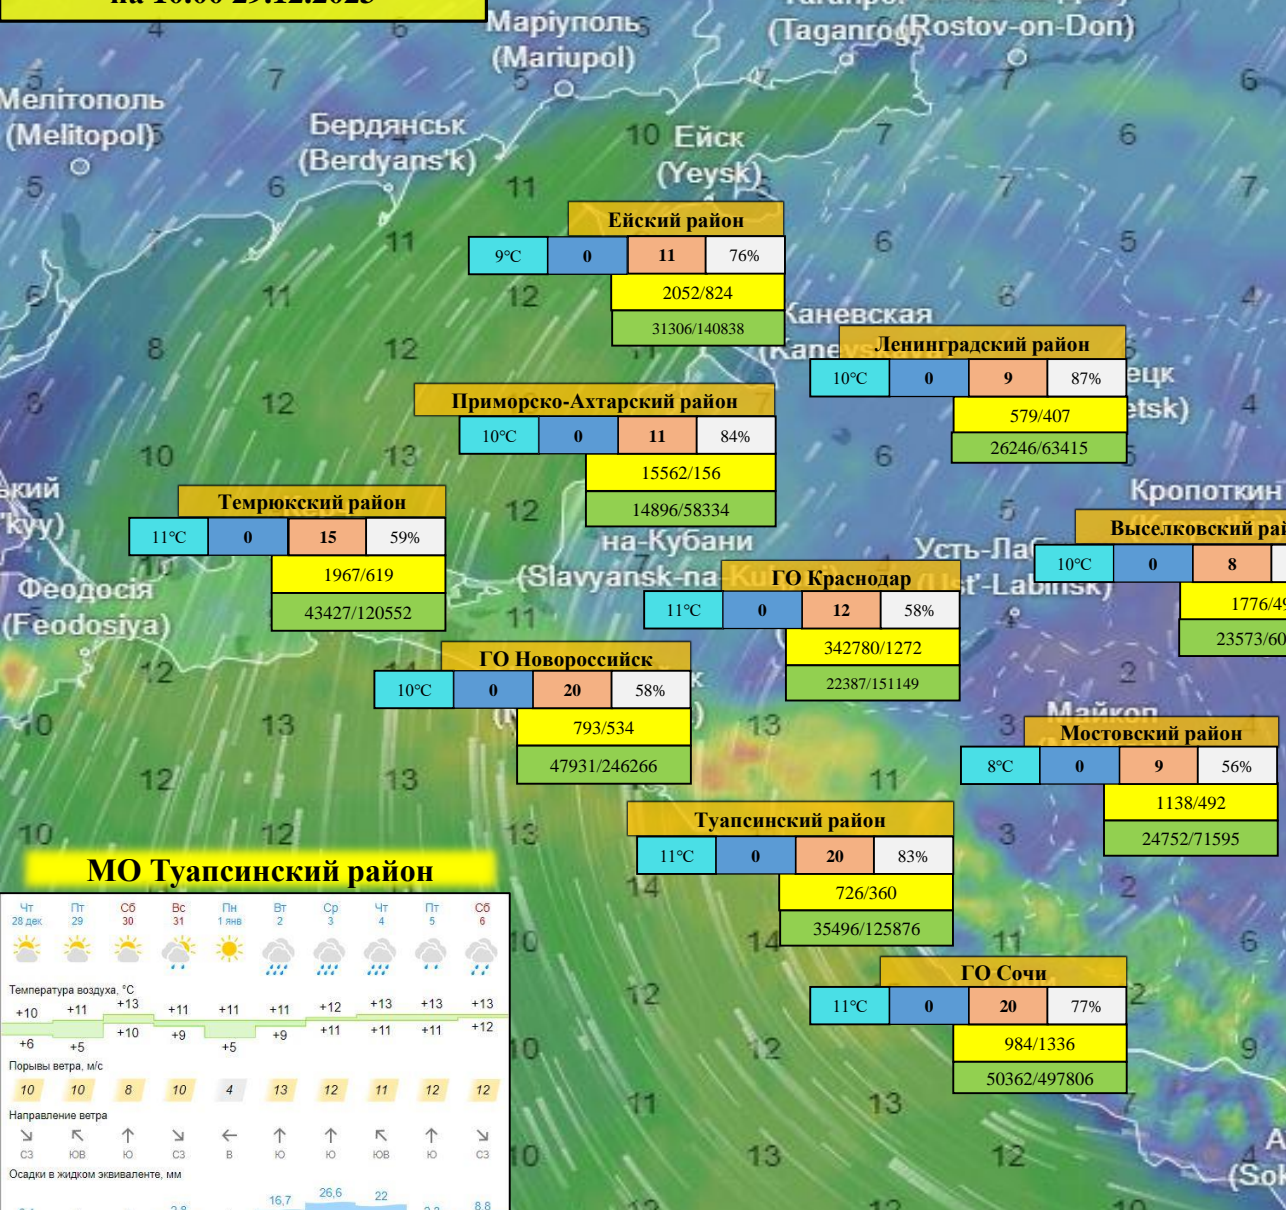 на 10.00 29.12.2023
Маріуполь
(Mariupol)
(Taganrog)
(Rostov-on-Don)
Мелітополь
(Melitopol)
Бердянськ
(Berdyans'k)
Ейск
(Yeysk)
Ейский район
9°C 0 11 76%
2052/824
31306/140838
Каневская
Ленинградский район
10°C 0 9 87%
579/407
26246/63415
Приморско-Ахтарский район
10°C 0 11 84%
15562/156
14896/58334
Темрюкский район
11°C 0 15 59%
1967/619
43427/120552
Феодосія
(Feodosiya)
на-Кубани
Кропоткин
Выселковский
10°C 0 8
ГО Краснодар
11°C 0 12 58%
342780/1272
22387/151149
ГО Новороссийск
10°C 0 20 58%
793/534
47931/246266
Майкоп
Мостовский район
8°C 0 9 56%
1138/492
24752/71595
Туапсинский район
11°C 0 20 83%
726/360
35496/125876
ГО Сочи
11°C 0 20 77%
984/1336
50362/497806
МО Туапсинский район
Чт Пт Сб Вс Пн Вт Ср Чт Пт Сб
28 дек 29 30 31 1 янв 2 3 4 5 6
Температура воздуха, °C
+10 +11 +13 +11 +11 +11 +12 +13 +13 +13
+6 +5 +10 +9 +5 +9 +11 +11 +11 +12
Порывы ветра, м/с
10 10 8 10 4 13 12 11 12 12
Направление ветра
СЗ ЮВ Ю СЗ В Ю Ю ЮВ Ю СЗ
Осадки в жидком эквиваленте, мм
16,7 26,6 22 8,8